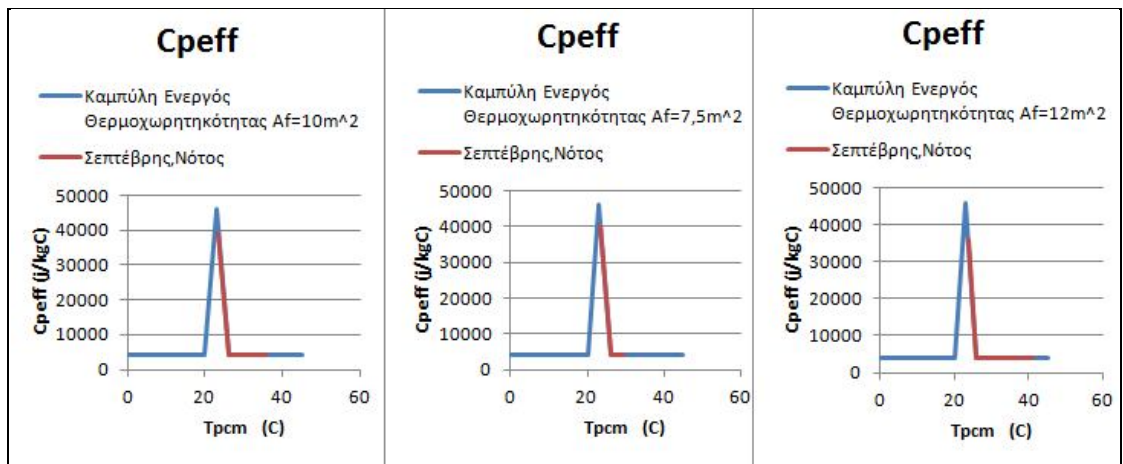 Cpeff
Καμπύλη Ενεργός
Θερμοχωρητηκότητας Af=10m^2
Σεπτέβρης,Νότος
50000
40000
30000
20000
10000
0
Cpeff (j/kgC)
0 20 40 60
Tpcm (C)
Cpeff
Καμπύλη Ενεργός
Θερμοχωρητηκότητας Af=7,5m^2
Σεπτέβρης,Νότος
50000
40000
30000
20000
10000
0
Cpeff (j/kgC)
0 20 40 60
Tpcm (C)
Cpeff
Καμπύλη Ενεργός
Θερμοχωρητηκότητας Af=12m^2
Σεπτέβρης,Νότος
50000
40000
30000
20000
10000
0
Cpeff (j/kgC)
0 20 40 60
Tpcm (C)